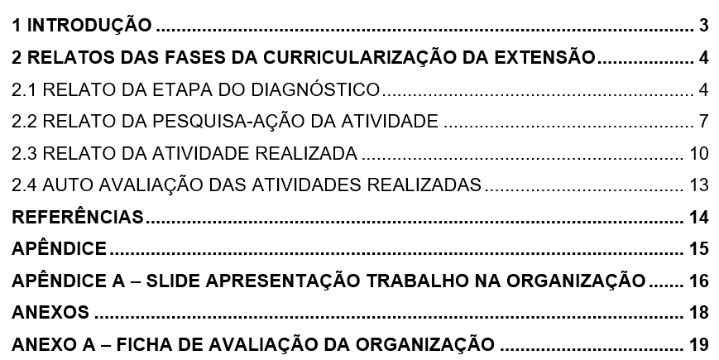 1 INTRODUÇÃO ........................................................................................... 3
2 RELATOS DAS FASES DA CURRICULARIZAÇÃO DA EXTENSÃO................. 4
2.1 RELATO DA ETAPA DO DIAGNÓSTICO...................................................... 4
2.2 RELATO DA PESQUISA-AÇÃO DA ATIVIDADE ........................................... 7
2.3 RELATO DA ATIVIDADE REALIZADA ......................................................... 10
2.4 AUTO AVALIAÇÃO DAS ATIVIDADES REALIZADAS.................................... 13
REFERÊNCIAS............................................................................................. 14
APÊNDICE.................................................................................................... 15
APÊNDICE A – SLIDE APRESENTAÇÃO TRABALHO NA ORGANIZAÇÃO....... 16
ANEXOS ....................................................................................................... 18
ANEXO A – FICHA DE AVALIAÇÃO DA ORGANIZAÇÃO ................................. 19